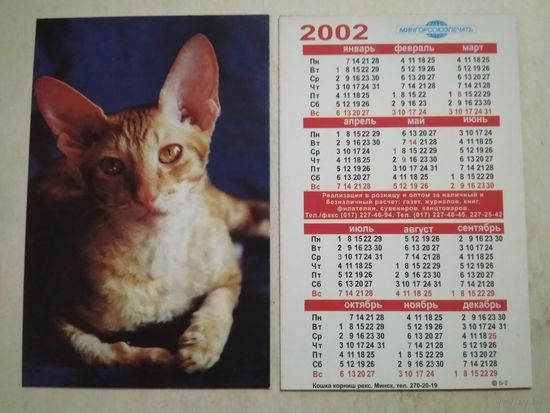 2002 МИНГОРСОЮЗПЕЧАТЬ
январь февраль март
Пн 7 14 21 28 4 11 18 25 4 11 18 25
Вт 1 8 15 22 29 5 12 19 26 5 12 19 26
Ср 2 9 16 23 30 6 13 20 27 6 13 20 27
Чт 3 10 17 24 31 7 14 21 28 7 14 21 28
Пт 4 11 18 25 1 8 15 22 1 8 15 22 29
Сб 5 12 19 26 2 9 16 23 2 9 16 23 30
Вс 6 13 20 27 3 10 17 24 3 10 17 24 31
апрель май июнь
Пн 1 8 15 22 29 6 13 20 27 3 10 17 24
Вт 2 9 16 23 30 7 14 21 28 4 11 18 25
Ср 3 10 17 24 1 8 15 22 29 5 12 19 26
Чт 4 11 18 25 2 9 16 23 30 6 13 20 27
Пт 5 12 19 26 3 10 17 24 31 7 14 21 28
Сб 6 13 20 27 4 11 18 25 1 8 15 22 29
Вс 7 14 21 28 5 12 19 26 2 9 16 23 30
Реализация в розницу и оптом за наличный и
безналичный расчет: газет, журналов, книг,
филателии, сувениров, канцтоваров.
Тел./факс (017) 227-46-94. Тел. (017) 227-48-45, 227-25-42
июль август сентябрь
Пн 1 8 15 22 29 5 12 19 26 2 9 16 23 30
Вт 2 9 16 23 30 6 13 20 27 3 10 17 24
Ср 3 10 17 24 31 7 14 21 28 4 11 18 25
Чт 4 11 18 25 1 8 15 22 29 5 12 19 26
Пт 5 12 19 26 2 9 16 23 30 6 13 20 27
Сб 6 13 20 27 3 10 17 24 31 7 14 21 28
Вс 7 14 21 28 4 11 18 25 1 8 15 22 29
октябрь ноябрь декабрь
Пн 7 14 21 28 4 11 18 25 2 9 16 23 30
Вт 1 8 15 22 29 5 12 19 26 3 10 17 24 31
Ср 2 9 16 23 30 6 13 20 27 4 11 18 25
Чт 3 10 17 24 31 7 14 21 28 5 12 19 26
Пт 4 11 18 25 1 8 15 22 29 6 13 20 27
Сб 5 12 19 26 2 9 16 23 30 7 14 21 28
Вс 6 13 20 27 3 10 17 24 1 8 15 22 29
Кошка корниш рекс. Минск, тел. 270-20-19 © Б-2